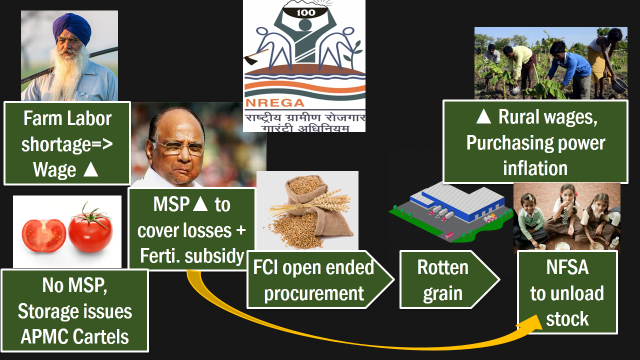 100
NREGA
राष्ट्रीय ग्रामीण रोजगार
गारंटी अधिनियम
Farm Labor
shortage=>
Wage ▲
▲ Rural wages,
Purchasing power
inflation
MSP▲ to
cover losses +
Ferti. subsidy
No MSP,
Storage issues
APMC Cartels
FCI open ended
procurement
Rotten
grain
NFSA
to unload
stock